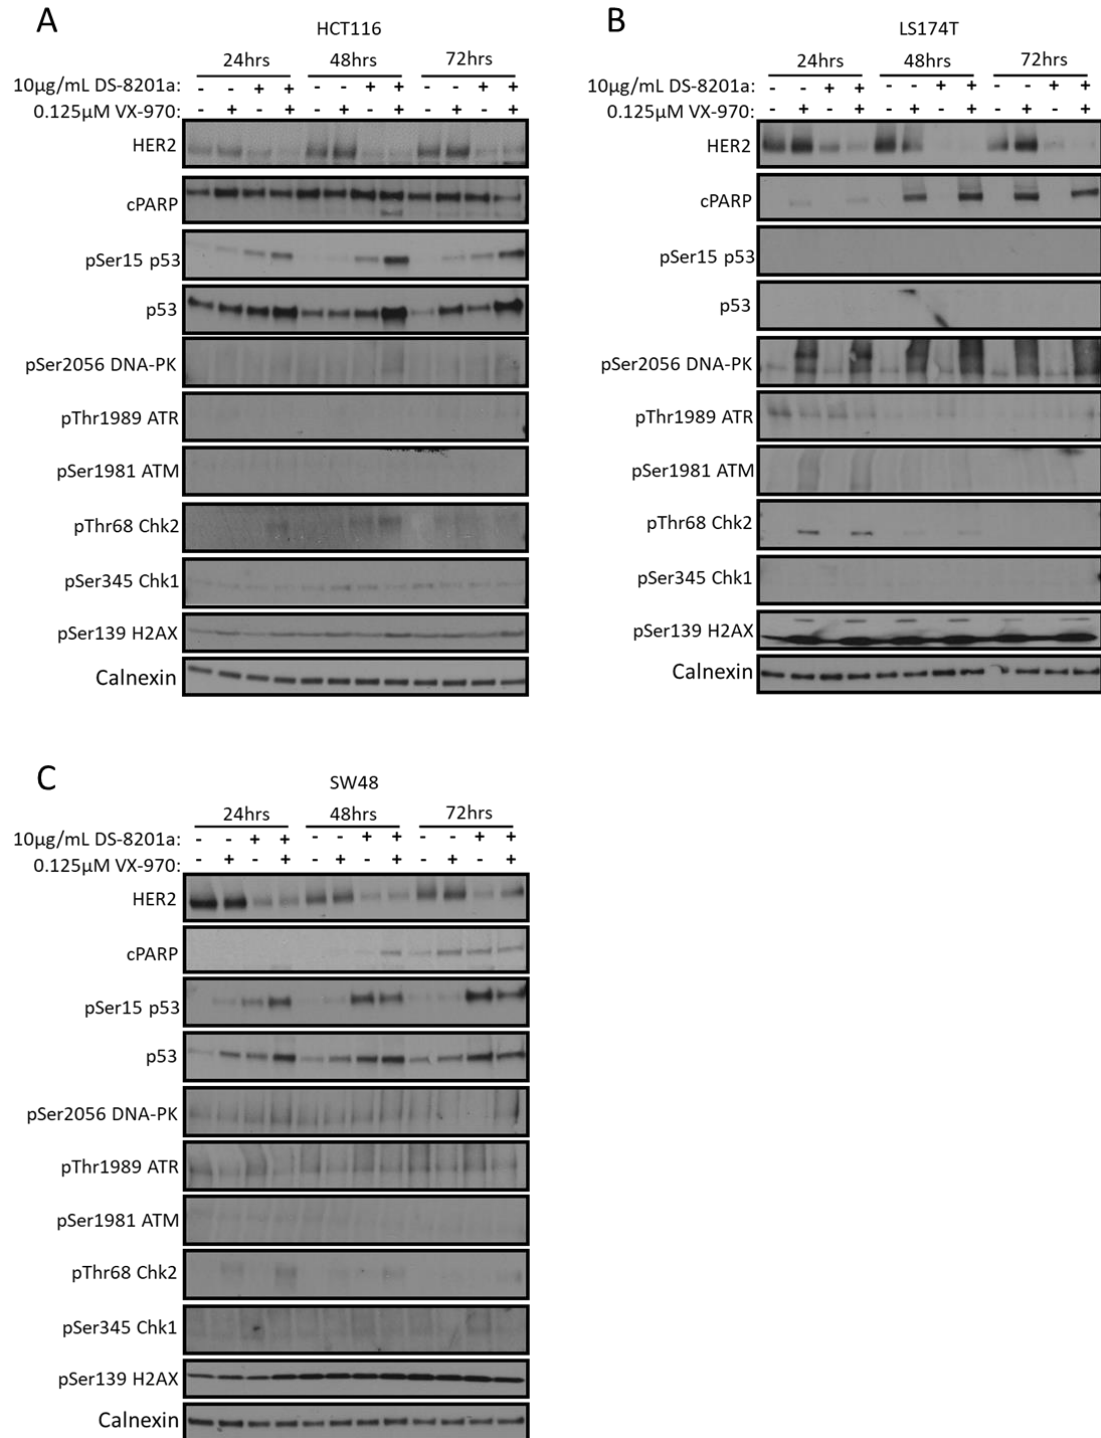 A
HCT116
24hrs 48hrs 72hrs
10µg/mL DS-8201a: - - + + - - + + - - + +
0.125µM VX-970: - + - + - + - + - + - +
HER2
cPARP
pSer15 p53
p53
pSer2056 DNA-PK
pThr1989 ATR
pSer1981 ATM
pThr68 Chk2
pSer345 Chk1
pSer139 H2AX
Calnexin
B
LS174T
24hrs 48hrs 72hrs
10µg/mL DS-8201a: - - + + - - + + - - + +
0.125µM VX-970: - + - + - + - + - + - +
HER2
cPARP
pSer15 p53
p53
pSer2056 DNA-PK
pThr1989 ATR
pSer1981 ATM
pThr68 Chk2
pSer345 Chk1
pSer139 H2AX
Calnexin
C
SW48
24hrs 48hrs 72hrs
10µg/mL DS-8201a: - - + + - - + + - - + +
0.125µM VX-970: - + - + - + - + - + - +
HER2
cPARP
pSer15 p53
p53
pSer2056 DNA-PK
pThr1989 ATR
pSer1981 ATM
pThr68 Chk2
pSer345 Chk1
pSer139 H2AX
Calnexin